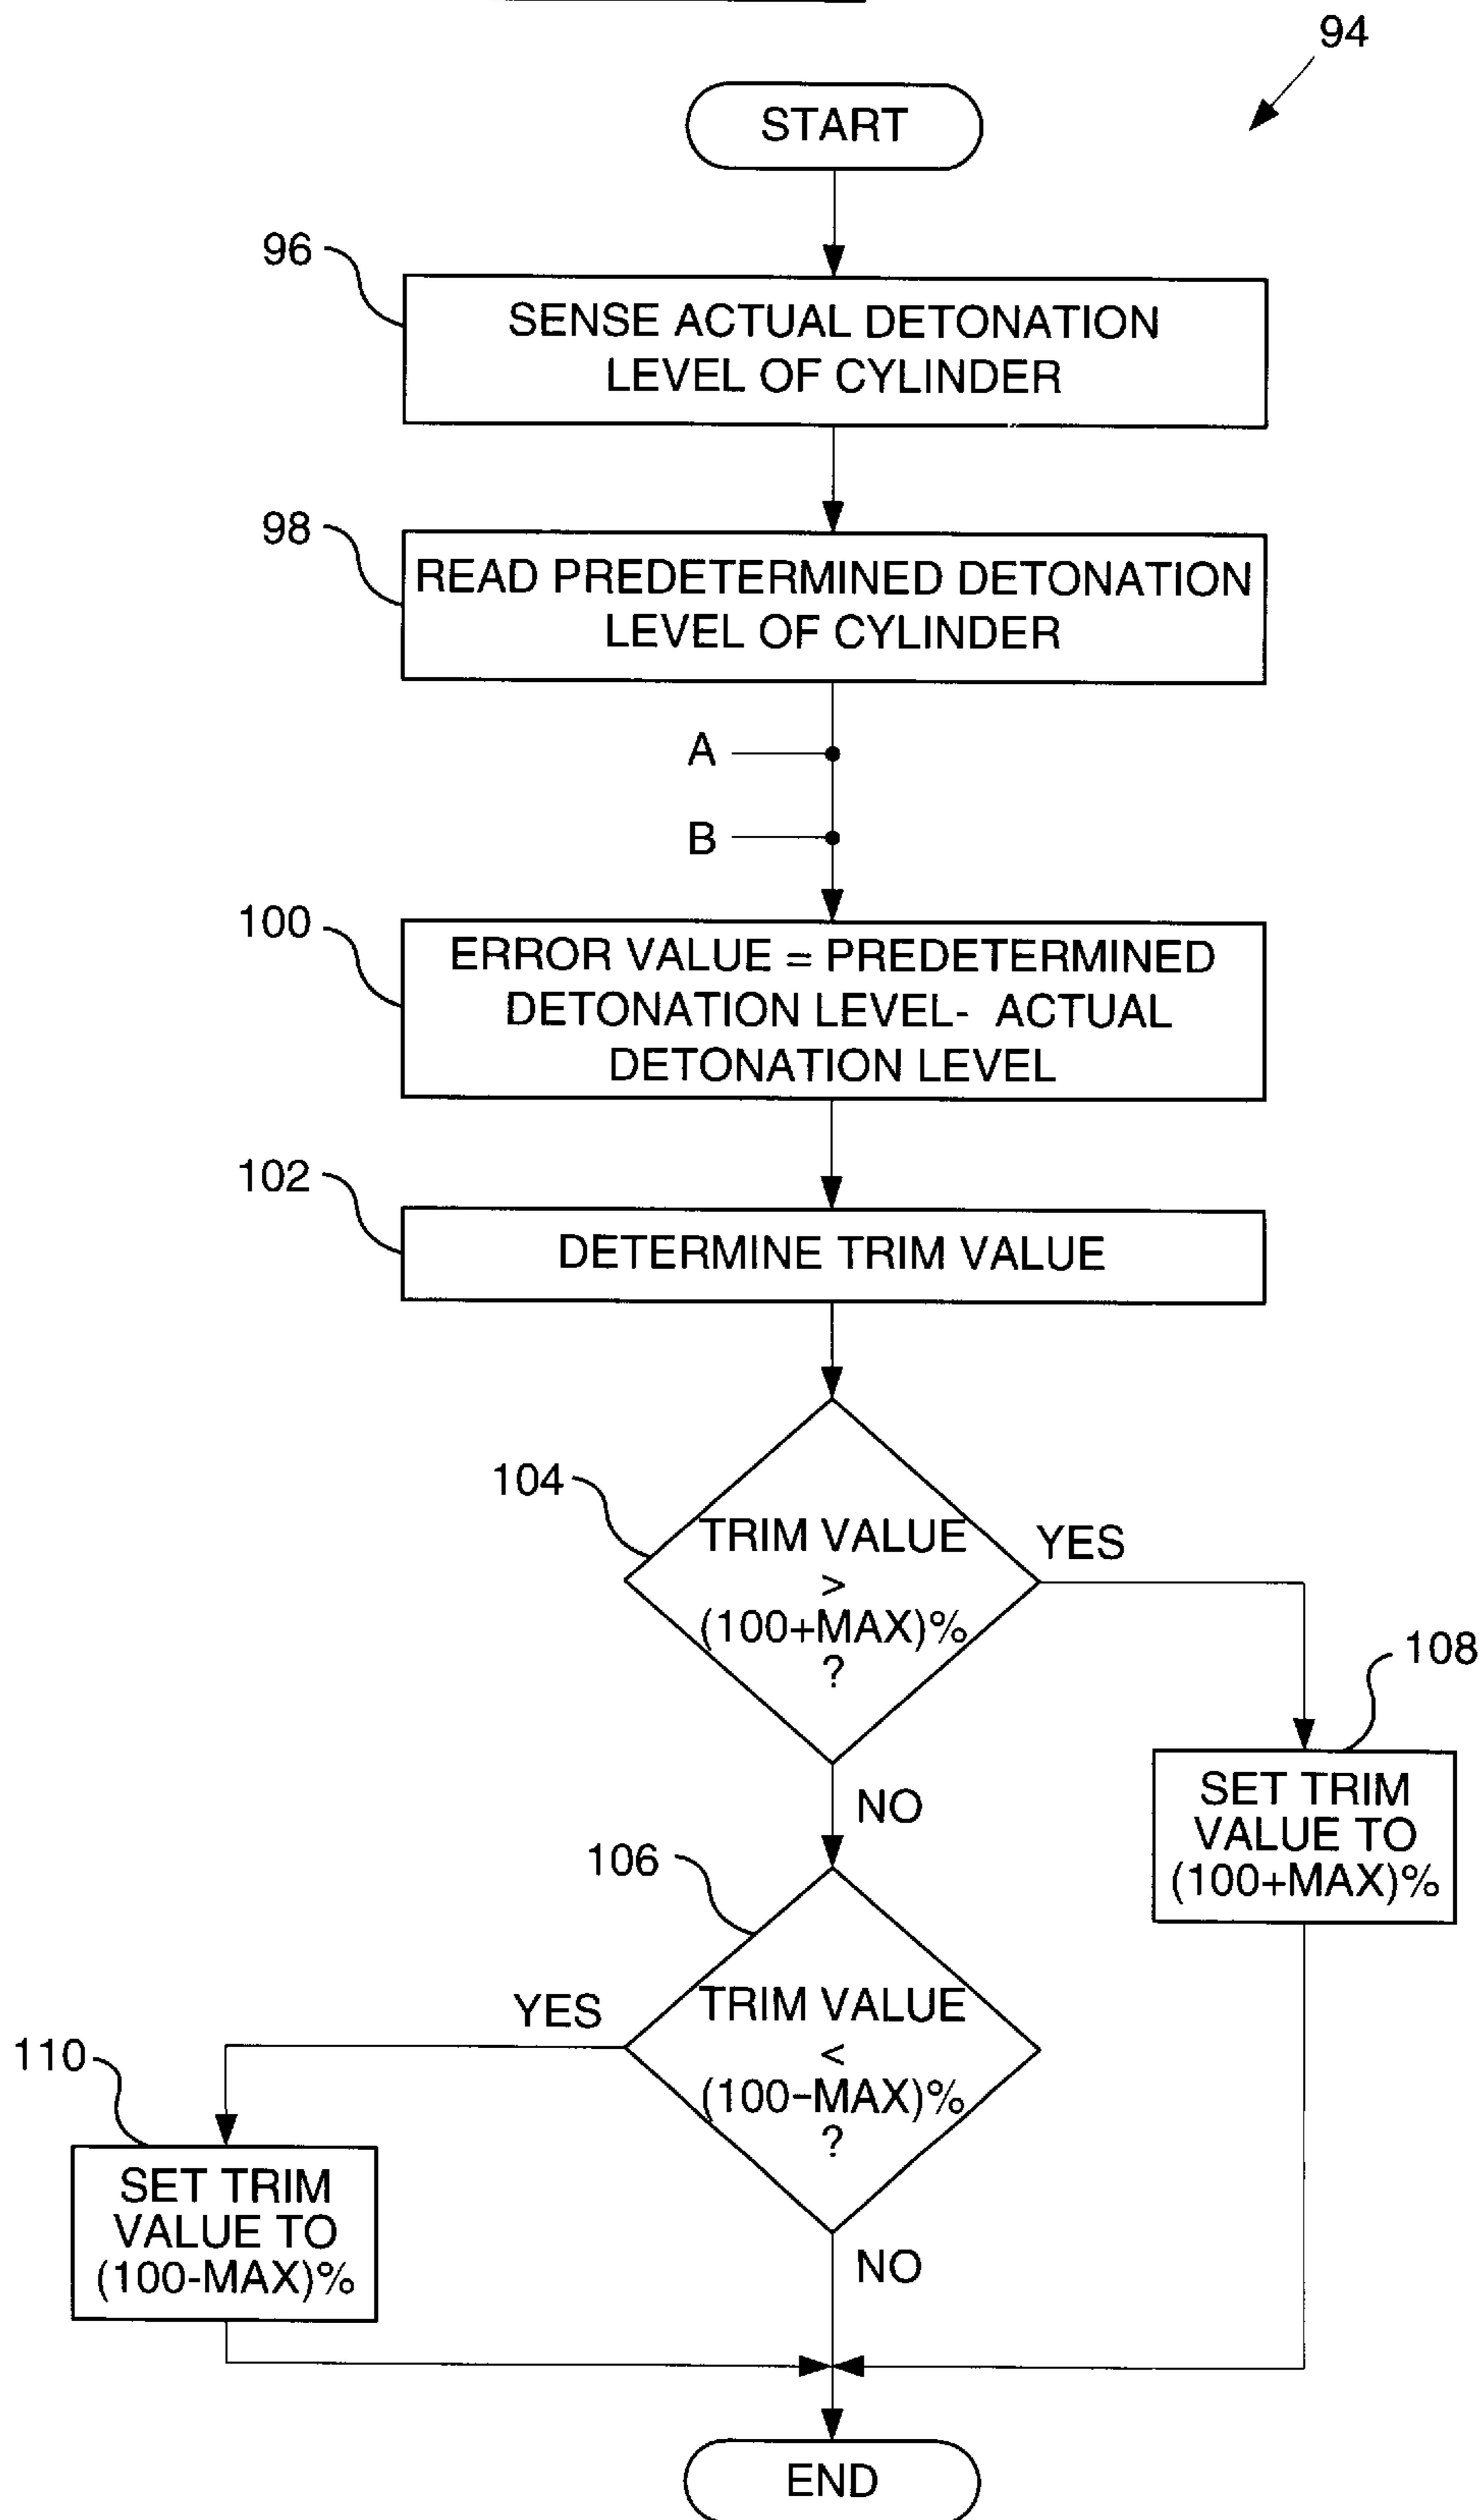 94
START
96
SENSE ACTUAL DETONATION
LEVEL OF CYLINDER
98
READ PREDETERMINED DETONATION
LEVEL OF CYLINDER
A
B
100
ERROR VALUE = PREDETERMINED
DETONATION LEVEL- ACTUAL
DETONATION LEVEL
102
DETERMINE TRIM VALUE
104
TRIM VALUE
>
(100+MAX)%
?
YES
108
SET TRIM
VALUE TO
(100+MAX)%
NO
106
TRIM VALUE
<
(100-MAX)%
?
YES
110
SET TRIM
VALUE TO
(100-MAX)%
NO
END